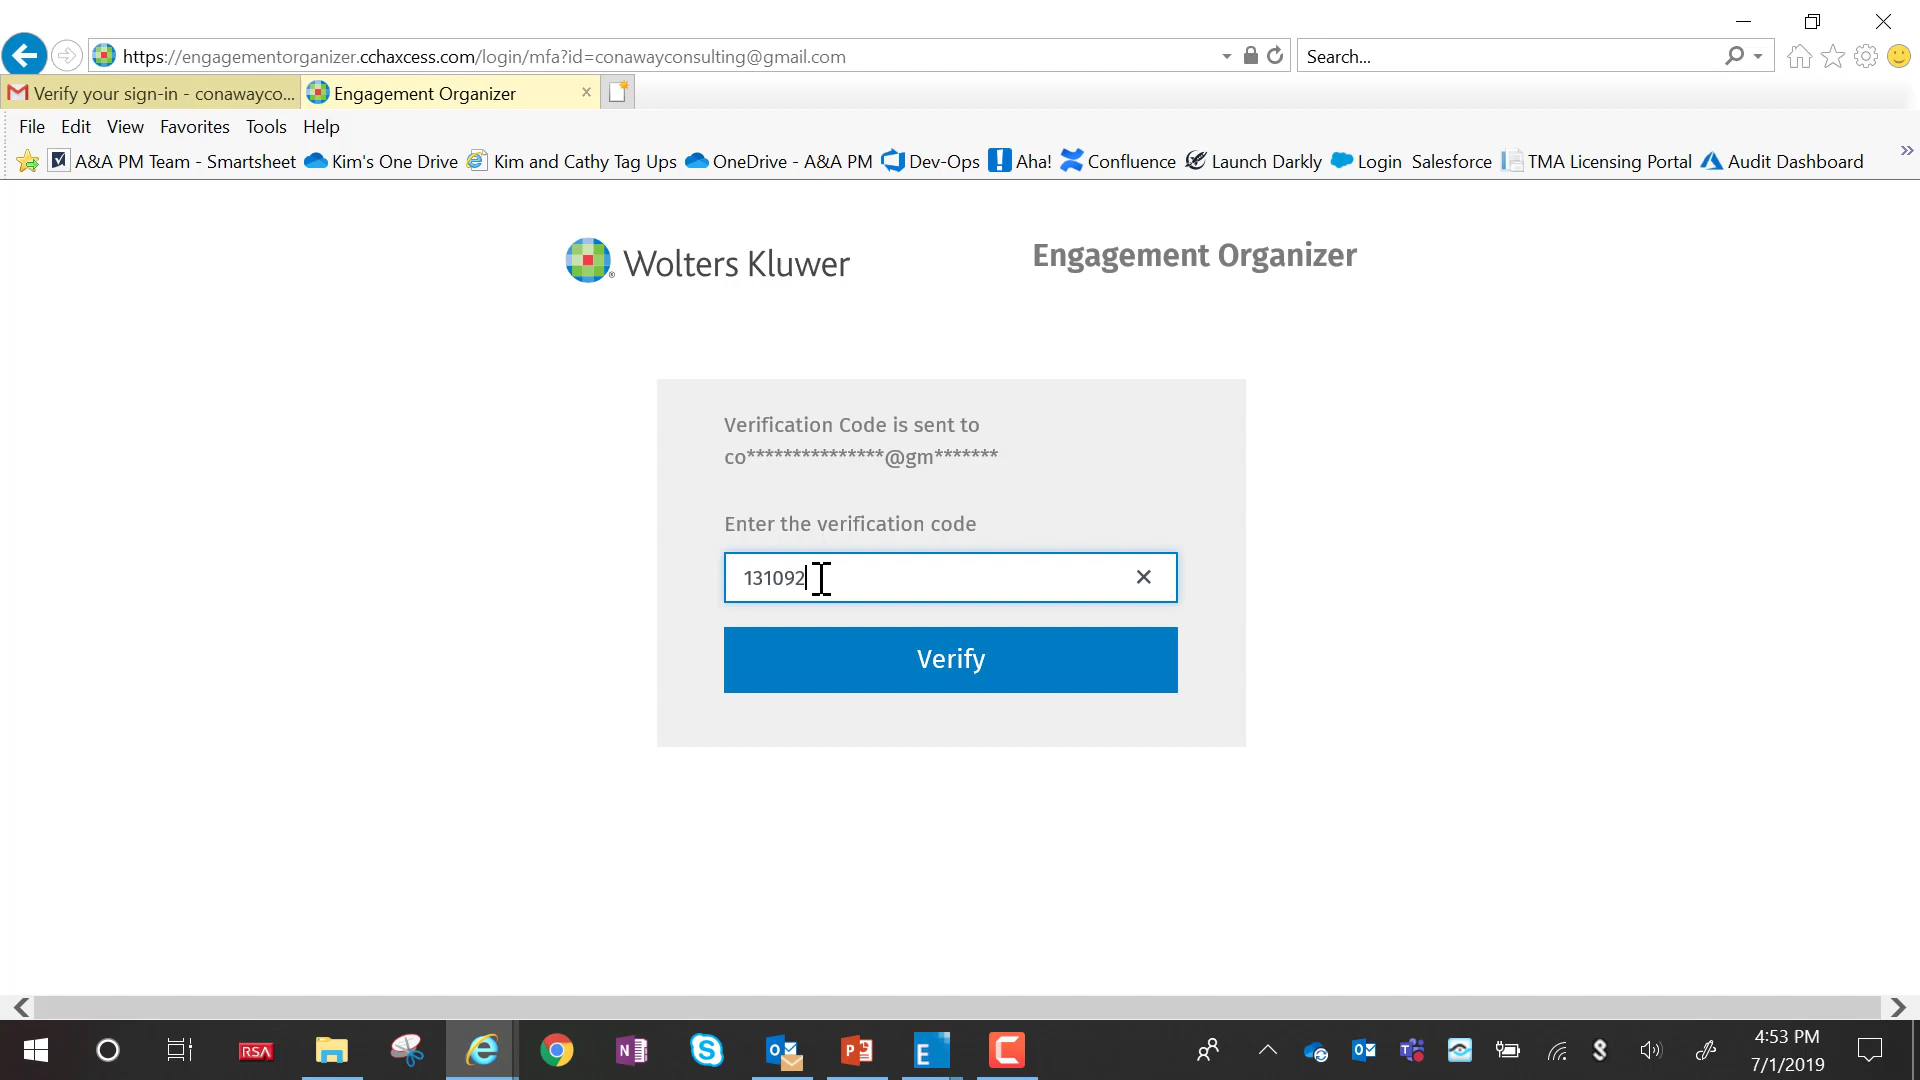 https://engagementorganizer.cchaxcess.com/login/mfa?id=conawayconsulting@gmail.com
Search...
Verify your sign-in - conawayco...
Engagement Organizer
File Edit View Favorites Tools Help
A&A PM Team - Smartsheet Kim's One Drive Kim and Cathy Tag Ups OneDrive - A&A PM Dev-Ops Aha! Confluence Launch Darkly Login Salesforce TMA Licensing Portal Audit Dashboard
Wolters Kluwer
Engagement Organizer
Verification Code is sent to
co***************@gm*******
Enter the verification code
131092
Verify
RSA
4:53 PM
7/1/2019